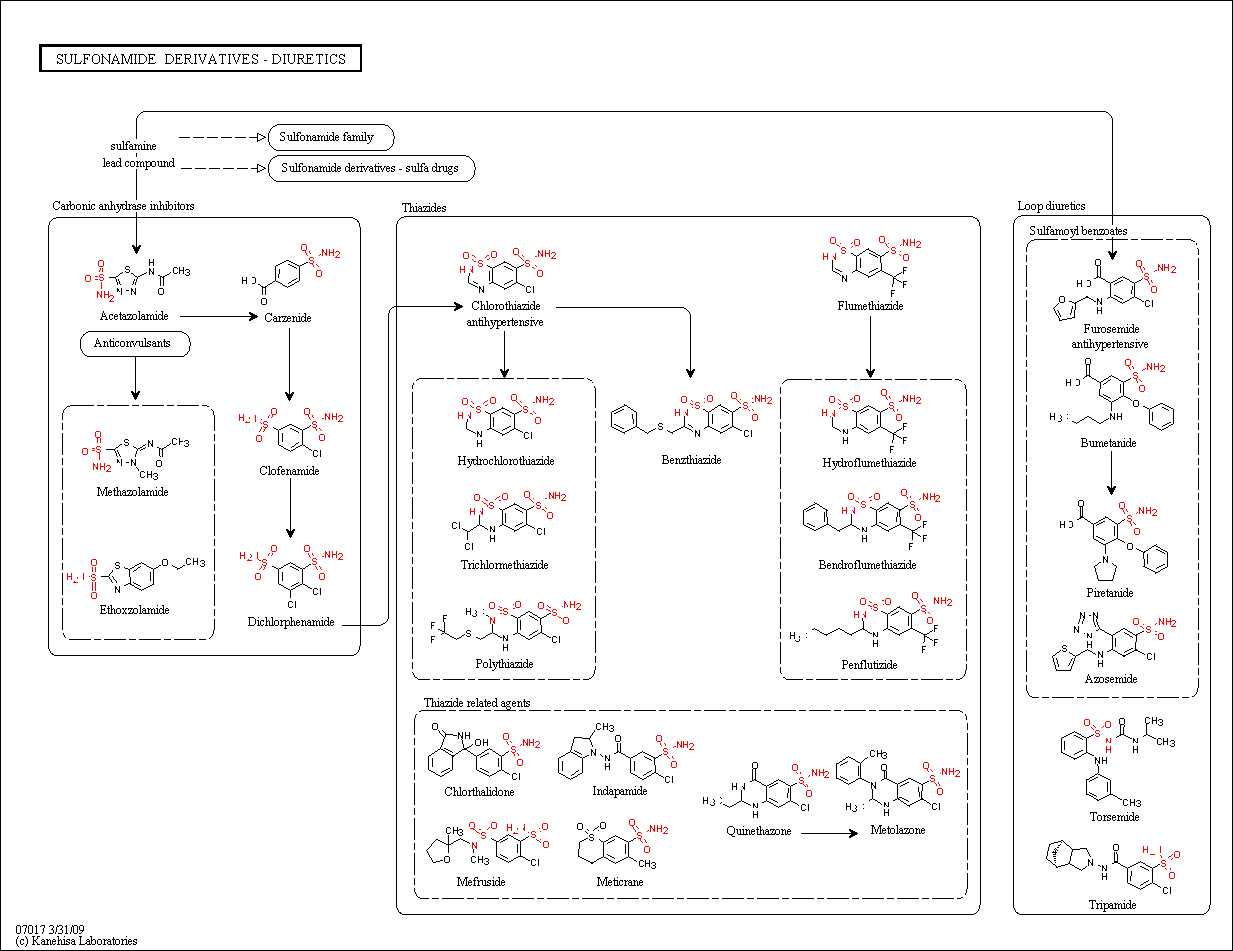 SULFONAMIDE DERIVATIVES - DIURETICS
sulfamine
lead compound
Sulfonamide family
Sulfonamide derivatives - sulfa drugs
Carbonic anhydrase inhibitors
Acetazolamide
Carzenide
Anticonvulsants
Methazolamide
Ethoxzolamide
Clofenamide
Dichlorphenamide
Thiazides
Chlorothiazide
antihypertensive
Flumethiazide
Hydrochlorothiazide
Trichlormethiazide
Polythiazide
Benzthiazide
Hydroflumethiazide
Bendroflumethiazide
Penflutizide
Thiazide related agents
Chlorthalidone
Indapamide
Quinethazone
Metolazone
Mefruside
Meticrane
Loop diuretics
Sulfamoyl benzoates
Furosemide
antihypertensive
Bumetanide
Piretanide
Azosemide
Torsemide
Tripamide
07017 3/31/09
(c) Kanehisa Laboratories